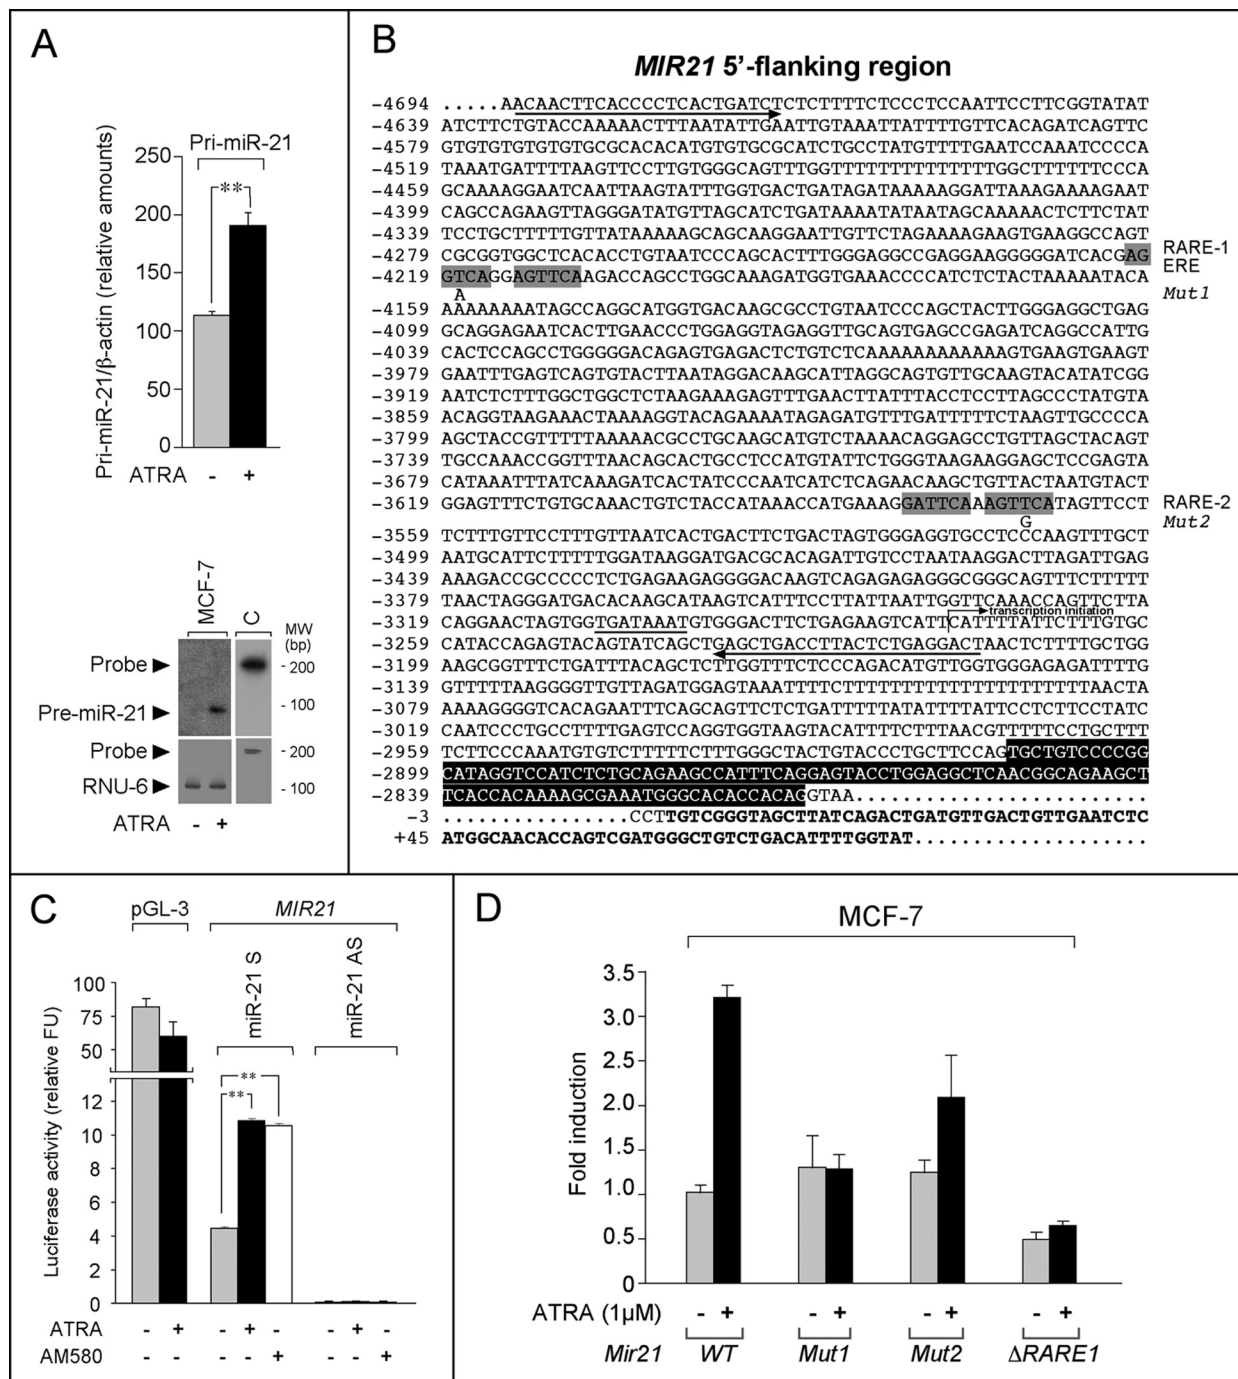 A
Pri-miR-21
Pri-miR-21/β-actin (relative amounts)
250
200
150
100
50
0
**
ATRA - +
MCF-7
C
MW
(bp)
Probe
- 200
Pre-miR-21
- 100
Probe
- 200
RNU-6
- 100
ATRA - +
B
MIR21 5'-flanking region
-4694 .....AACAACTTCACCCCTCACTGATCTCTCTTTTCTCCCTCCAATTCCTTCGGTATAT
-4639 ATCTTCTGTACCAAAAACTTTAATATTGAATTGTAAATTATTTTGTTCACAGATCAGTTC
-4579 GTGTGTGTGTGTGCGCACACATGTGTGCGCATCTGCCTATGTTTTGAATCCAAATCCCCA
-4519 TAAATGATTTTAAGTTCCTTGTGGGCAGTTTGGTTTTTTTTTTTTTTTGGCTTTTTTCCCA
-4459 GCAAAAGGAATCAATTAAGTATTTGGTGACTGATAGATAAAAAGGATTAAAGAAAAGAAT
-4399 CAGCCAGAAGTTAGGGATATGTTAGCATCTGATAAAATATAATAGCAAAAACTCTTCTAT
-4339 TCCTGCTTTTTGTTATAAAAAGCAGCAAGGAATTGTTCTAGAAAAGAAGTGAAGGCCAGT
-4279 CGCGGTGGCTCACACCTGTAATCCCAGCACTTTGGGAGGCCGAGGAAGGGGGATCACGAG
RARE-1
ERE
-4219 GTCAGGAGTTCAAGACCAGCCTGGCAAAGATGGTGAAACCCCATCTCTACTAAAAATACA
A
Mut1
-4159 AAAAAAAATAGCCAGGCATGGTGACAAGCGCCTGTAATCCCAGCTACTTGGGAGGCTGAG
-4099 GCAGGAGAATCACTTGAACCCTGGAGGTAGAGGTTGCAGTGAGCCGAGATCAGGCCATTG
-4039 CACTCCAGCCTGGGGGACAGAGTGAGACTCTGTCTCAAAAAAAAAAAAGTGAAGTGAAGT
-3979 GAATTTGAGTCAGTGTACTTAATAGGACAAGCATTAGGCAGTGTTGCAAGTACATATCGG
-3919 AATCTCTTTGGCTGGCTCTAAGAAAGAGTTTGAACTTATTTACCTCCTTAGCCCTATGTA
-3859 ACAGGTAAGAAACTAAAAGGTACAGAAAATAGAGATGTTTGATTTTTCTAAGTTGCCCCA
-3799 AGCTACCGTTTTTAAAAACGCCTGCAAGCATGTCTAAAACAGGAGCCTGTTAGCTACAGT
-3739 TGCCAAACCGGTTTAACAGCACTGCCTCCATGTATTCTGGGTAAGAAGGAGCTCCGAGTA
-3679 CATAAATTTATCAAAGATCACTATCCCAATCATCTCAGAACAAGCTGTTACTAATGTACT
-3619 GGAGTTTCTGTGCAAACTGTCTACCATAAACCATGAAAGGATTCAAAGTTCATAGTTCCT
RARE-2
G
Mut2
-3559 TCTTTGTTCCTTTGTTAATCACTGACTTCTGACTAGTGGGAGGTGCCTCCCAAGTTTGCT
-3499 AATGCATTCTTTTTGGATAAGGATGACGCACAGATTGTCCTAATAAGGACTTAGATTGAG
-3439 AAAGACCGCCCCCTCTGAGAAGAGGGGACAAGTCAGAGAGAGGGCGGGCAGTTTCTTTTT
-3379 TAACTAGGGATGACACAAGCATAAGTCATTTCCTTATTAATTGGTTCAAACCAGTTCTTA
transcription initiation
-3319 CAGGAACTAGTGGTGATAAATGTGGGACTTCTGAGAAGTCATTCATTTTATTCTTTGTGC
-3259 CACCAGAGTACAGTATCAGCTGAGCTGACCTTACTCTGAGGACTAACTCTTTTGCTGG
-3199 AAGCGGTTTCTGATTTACAGCTCTTGGTTTCTCCCAGACATGTTGGTGGGAGAGATTTTG
-3139 GTTTTTAAGGGGTTGTTAGATGGAGTAAATTTTCTTTTTTTTTTTTTTTTTTTTTTAACTA
-3079 AAAAGGGGTCACAGAATTTCAGCAGTTCTCTGATTTTTATATTTTATTCCTCTTCCTATC
-3019 CAATCCCTGCCTTTTGAGTCCAGGTGGTAAGTACATTTTCTTTAACGTTTTTCCTGCTTT
-2959 TCTTCCCAAATGTGTCTTTTTCTTTGGGCTACTGTACCCTGCTTCCAGTGCTGTCCCCGG
-2899 CATAGGTCCATCTCTGCAGAAGCCATTTCAGGAGTACCTGGAGGCTCAACGGCAGAAGCT
-2839 TCACCACAAAAGCGAAATGGGCACACCACAGGTAA.........................
-3 ................CCTTGTCGGGTAGCTTATCAGACTGATGTTGACTGTTGAATCTC
+45 ATGGCAACACCAGTCGATGGGCTGTCTGACATTTTGGTAT....................
C
pGL-3
MIR21
miR-21 S
miR-21 AS
Luciferase activity (relative FU)
100
75
50
12
10
8
6
4
2
0
**
**
ATRA - + - + - - + -
AM580 - - - - + - - +
D
MCF-7
Fold induction
3.5
3.0
2.5
2.0
1.5
1.0
0.5
0
ATRA (1µM) - + - + - + - +
Mir21 WT Mut1 Mut2 ΔRARE1